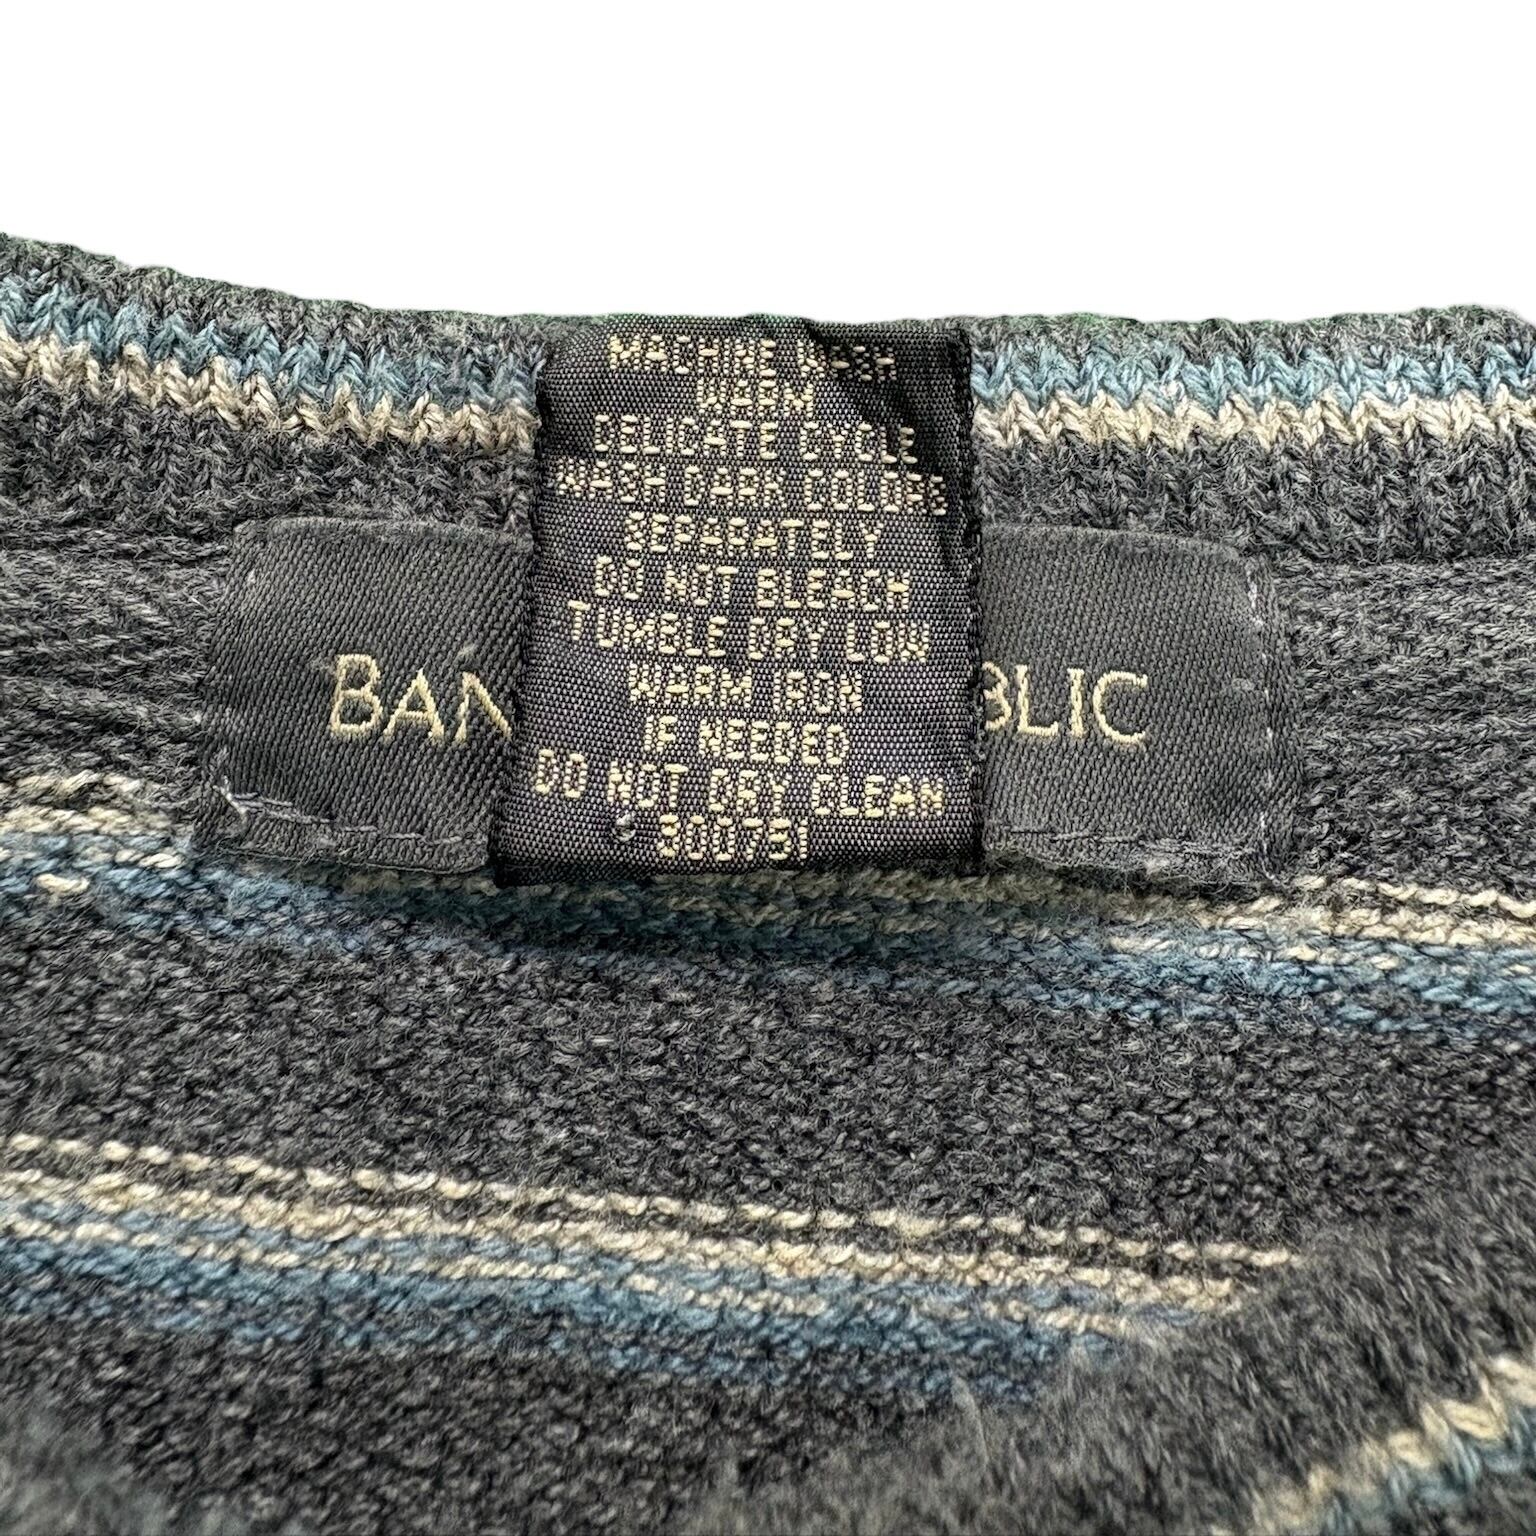 MACHINE WASH
WARM
DELICATE CYCLE
WASH DARK COLORS
SEPARATELY
DO NOT BLEACH
TUMBLE DRY LOW
WARM IRON
IF NEEDED
DO NOT DRY CLEAN
300751
BAN BLIC